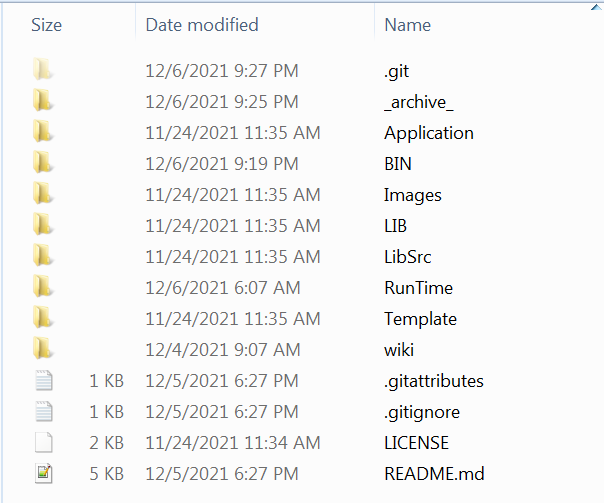 Size Date modified Name
12/6/2021 9:27 PM .git
12/6/2021 9:25 PM _archive_
11/24/2021 11:35 AM Application
12/6/2021 9:19 PM BIN
11/24/2021 11:35 AM Images
11/24/2021 11:35 AM LIB
11/24/2021 11:35 AM LibSrc
12/6/2021 6:07 AM RunTime
11/24/2021 11:35 AM Template
12/4/2021 9:07 AM wiki
1 KB 12/5/2021 6:27 PM .gitattributes
1 KB 12/5/2021 6:27 PM .gitignore
2 KB 11/24/2021 11:34 AM LICENSE
5 KB 12/5/2021 6:27 PM README.md